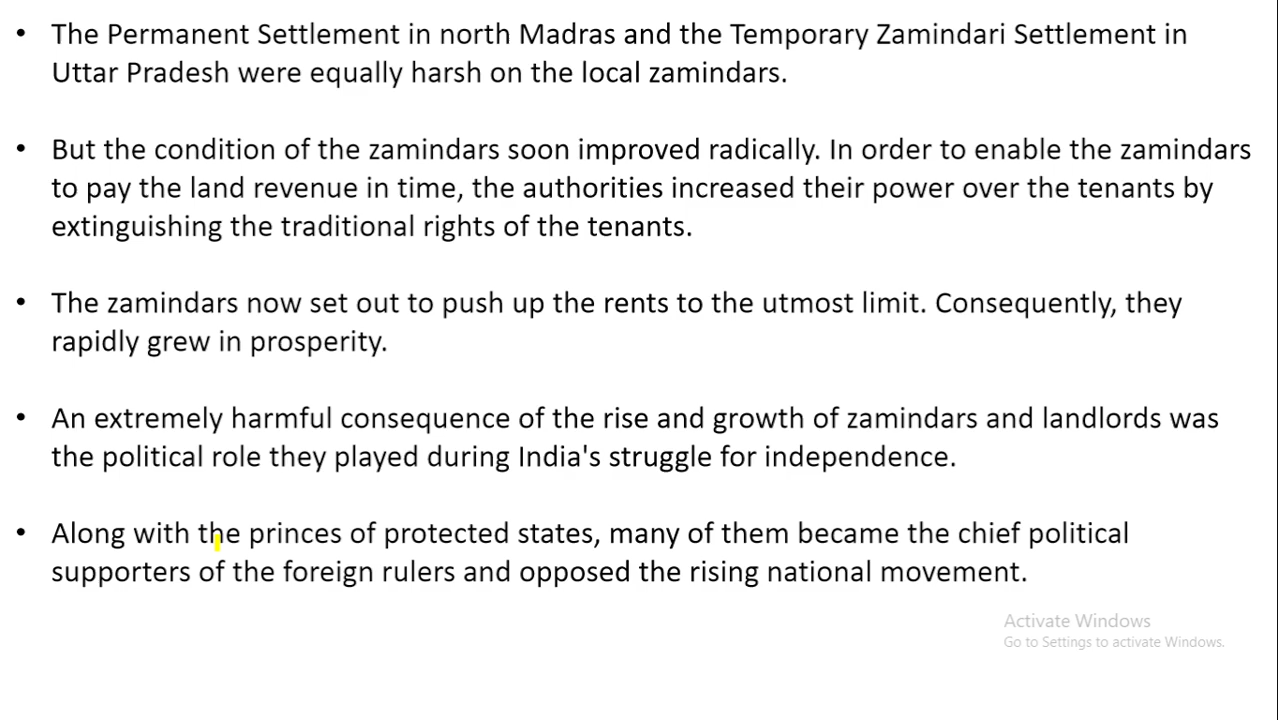 • The Permanent Settlement in north Madras and the Temporary Zamindari Settlement in
Uttar Pradesh were equally harsh on the local zamindars.
• But the condition of the zamindars soon improved radically. In order to enable the zamindars
to pay the land revenue in time, the authorities increased their power over the tenants by
extinguishing the traditional rights of the tenants.
• The zamindars now set out to push up the rents to the utmost limit. Consequently, they
rapidly grew in prosperity.
• An extremely harmful consequence of the rise and growth of zamindars and landlords was
the political role they played during India's struggle for independence.
• Along with the princes of protected states, many of them became the chief political
supporters of the foreign rulers and opposed the rising national movement.
Activate Windows
Go to Settings to activate Windows.